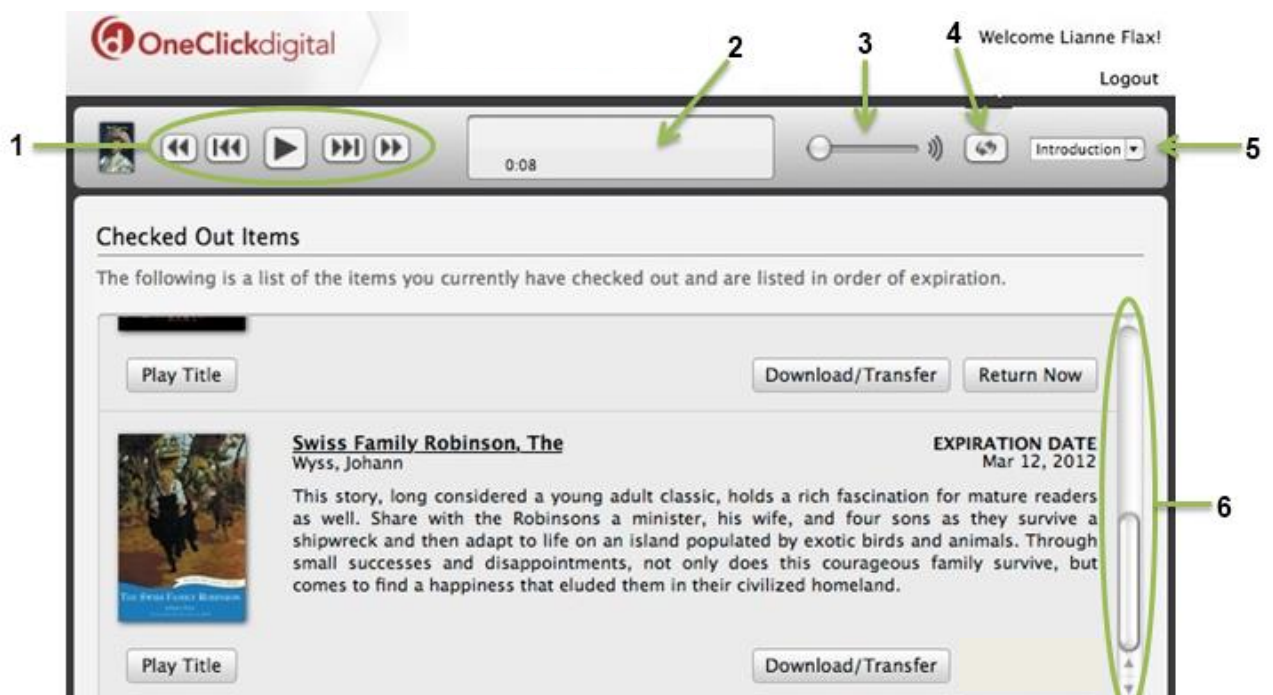 OneClickdigital
2
3
4
Welcome Lianne Flax!
Logout
1
0:08
Introduction
5
Checked Out Items
The following is a list of the items you currently have checked out and are listed in order of expiration.
Play Title
Download/Transfer
Return Now
Swiss Family Robinson, The
EXPIRATION DATE
Wyss, Johann
Mar 12, 2012
This story, long considered a young adult classic, holds a rich fascination for mature readers
as well. Share with the Robinsons a minister, his wife, and four sons as they survive a
shipwreck and then adapt to life on an island populated by exotic birds and animals. Through
small successes and disappointments, not only does this courageous family survive, but
comes to find a happiness that eluded them in their civilized homeland.
6
The Swiss Family Robinson
Play Title
Download/Transfer